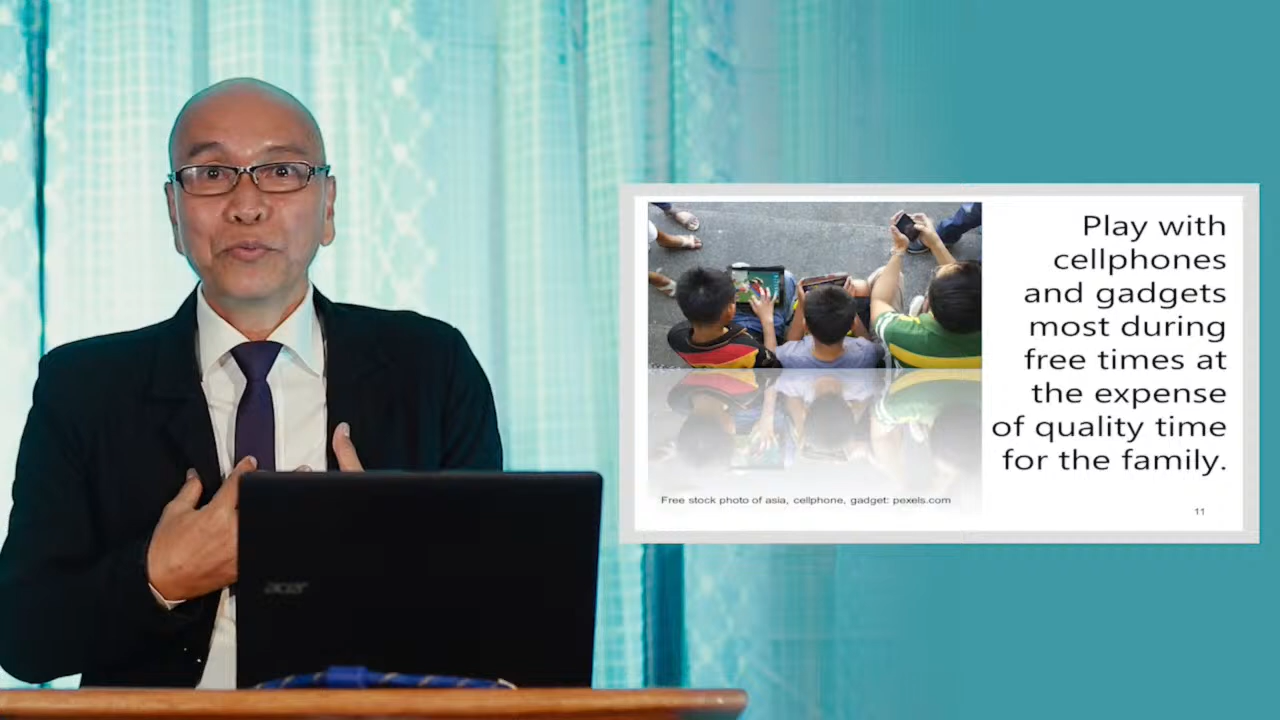 Play with
cellphones
and gadgets
most during
free times at
the expense
of quality time
for the family.
Free stock photo of asia, cellphone, gadget: pexels.com
11
acer